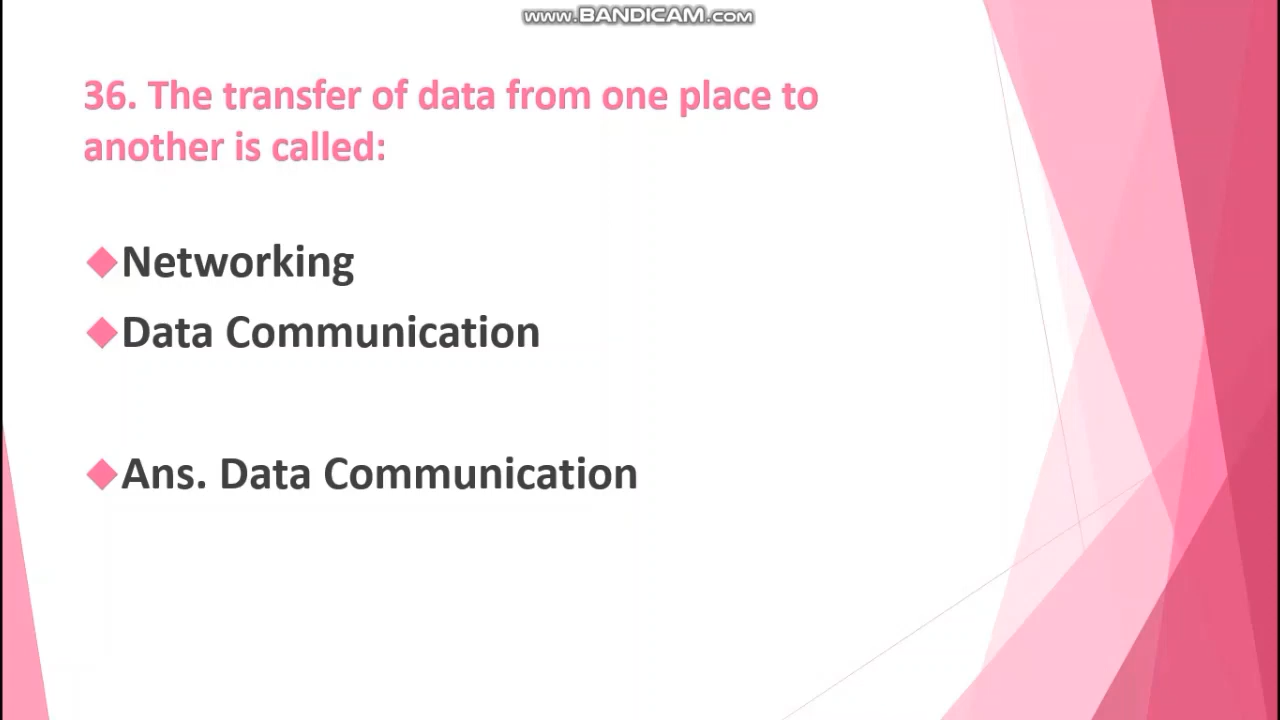 www.BANDICAM.com
36. The transfer of data from one place to
another is called:
Networking
Data Communication
Ans. Data Communication